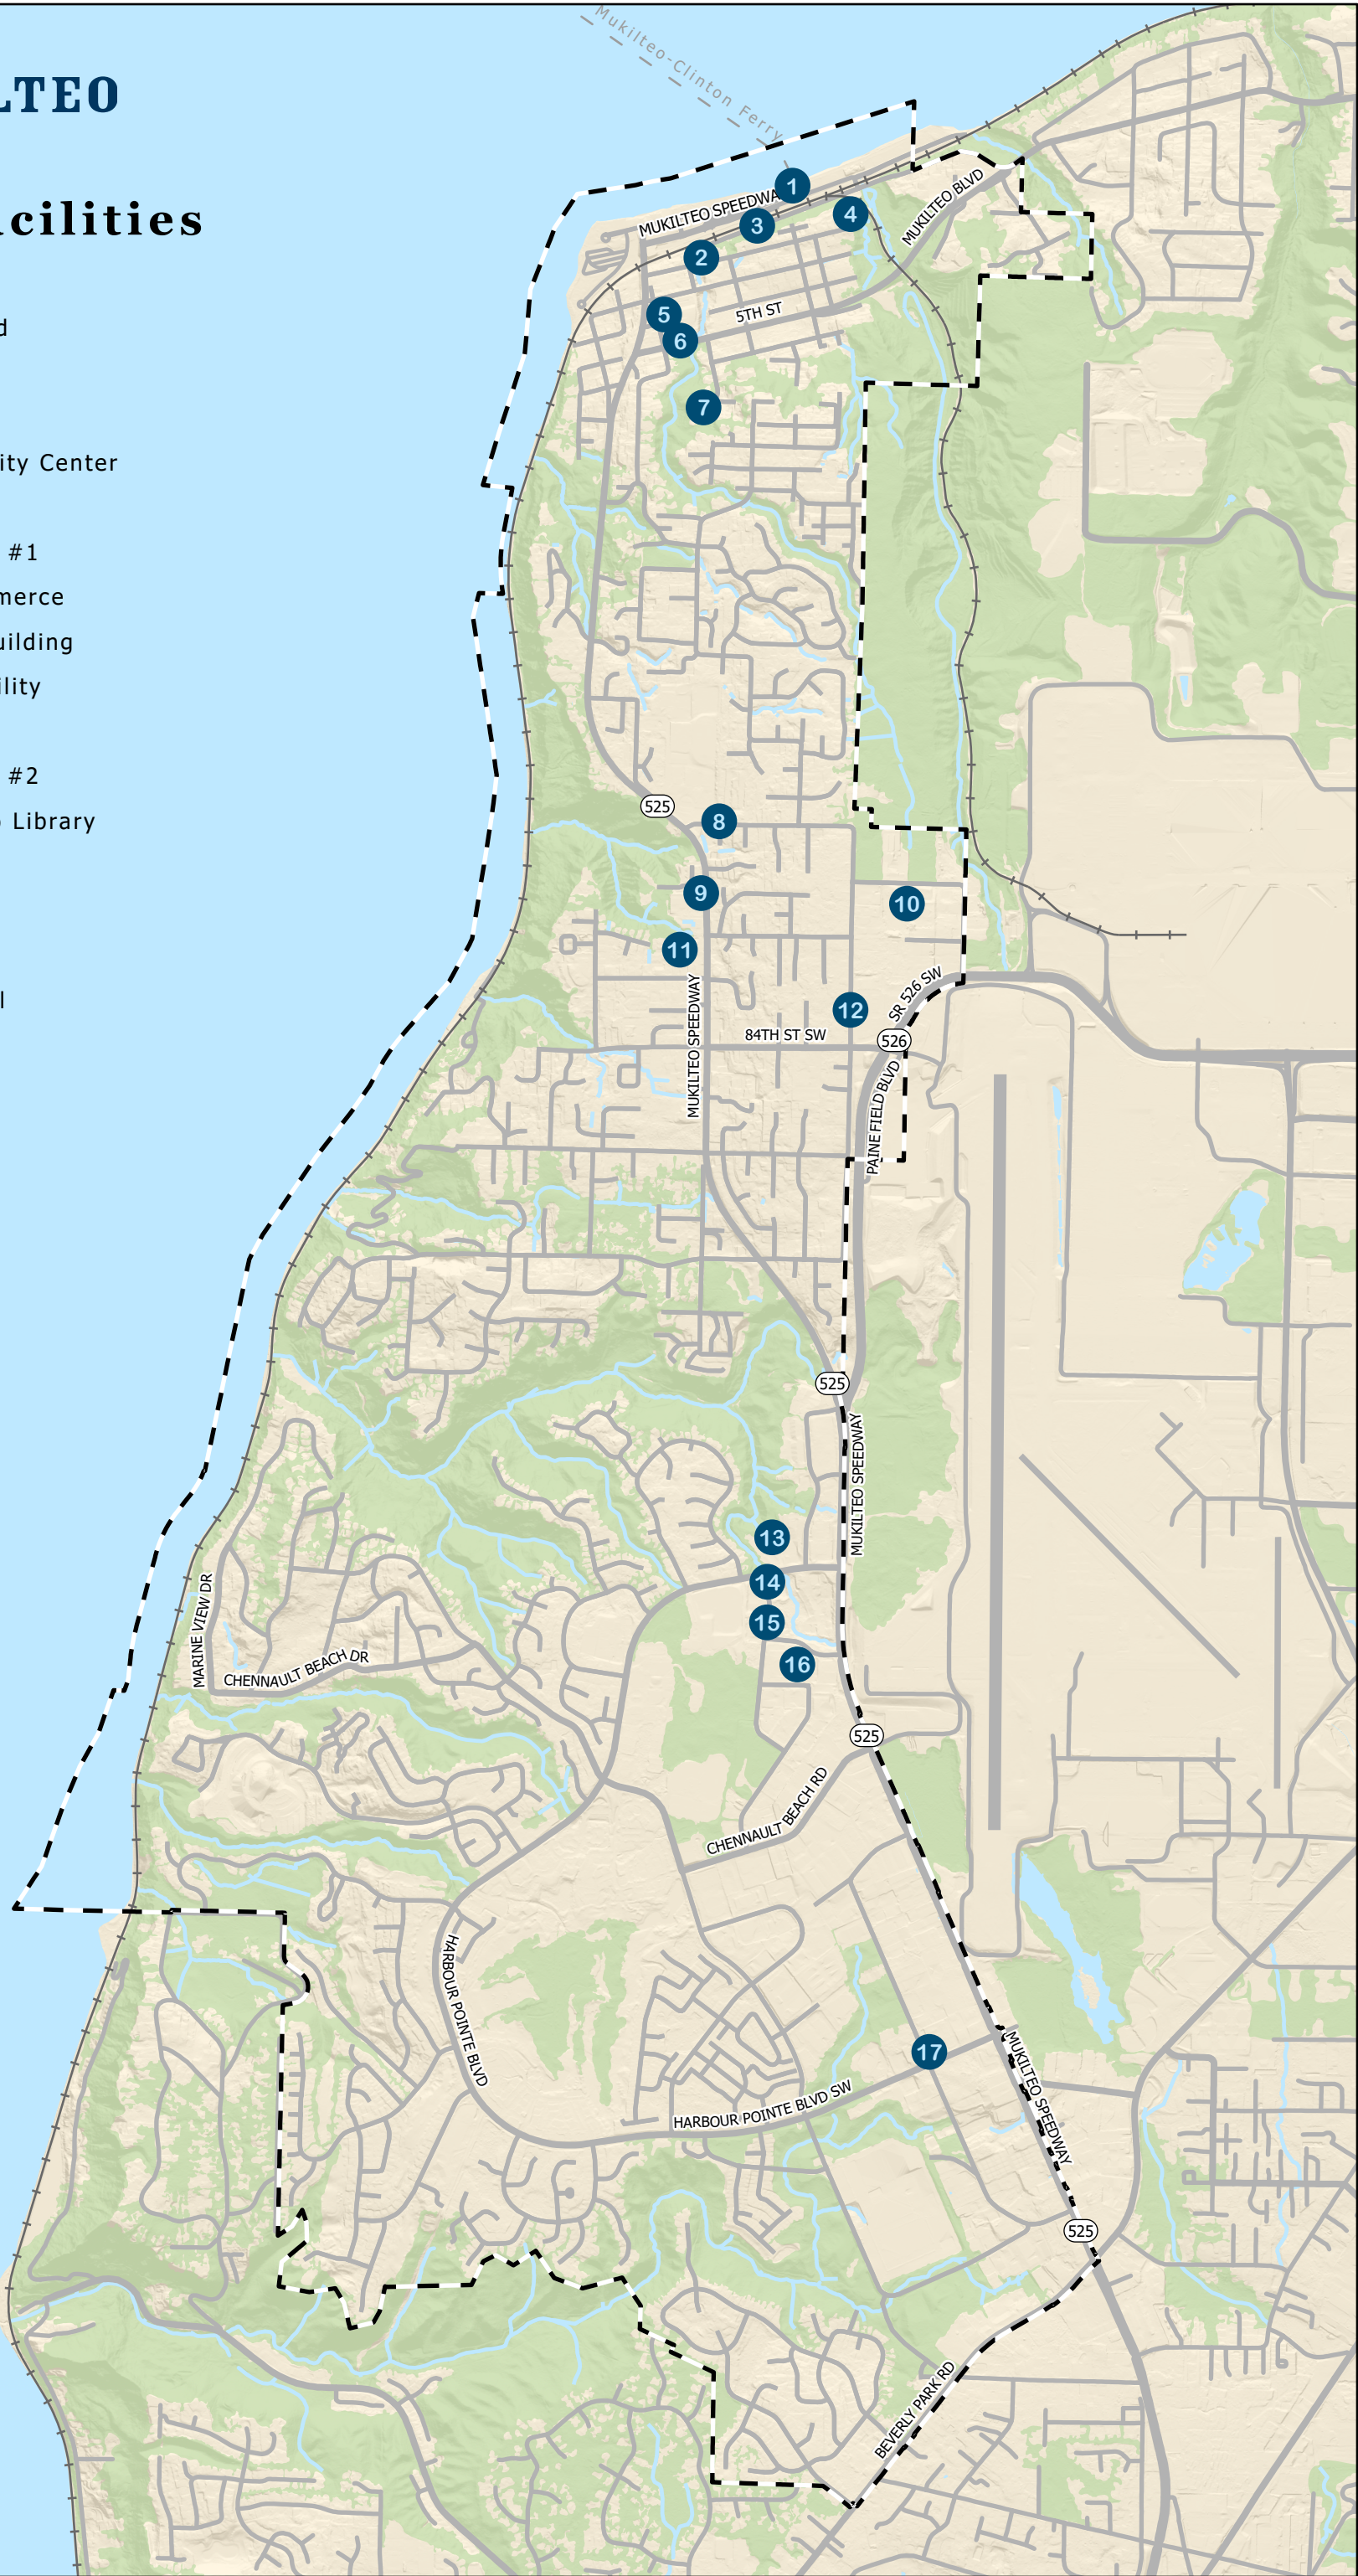 LTEO
cilities
d
ity Center
#1
merce
uilding
ility
#2
Library
l
Mukilteo-Clinton Ferry
1
MUKILTEO SPEEDWAY
4
3
MUKILTEO BLVD
2
5
5TH ST
6
7
525
8
9
10
11
SR 526 SW
12
MUKILTEO SPEEDWAY
84TH ST SW
526
PAINE FIELD BLVD
525
MUKILTEO SPEEDWAY
13
14
MARINE VIEW DR
15
CHENNAULT BEACH DR
16
525
CHENNAULT BEACH RD
HARBOUR POINTE BLVD
17
MUKILTEO SPEEDWAY
HARBOUR POINTE BLVD SW
525
BEVERLY PARK RD